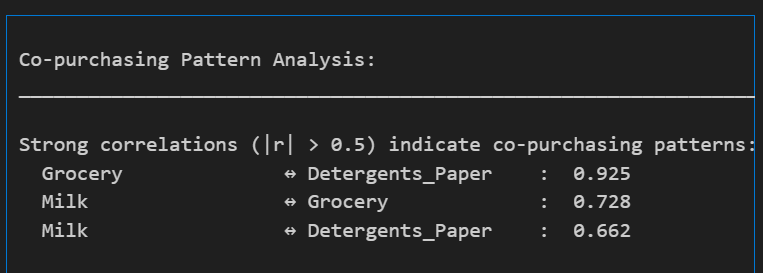 Co-purchasing Pattern Analysis:
Strong correlations (|r| > 0.5) indicate co-purchasing patterns:
Grocery ↔ Detergents_Paper : 0.925
Milk ↔ Grocery : 0.728
Milk ↔ Detergents_Paper : 0.662